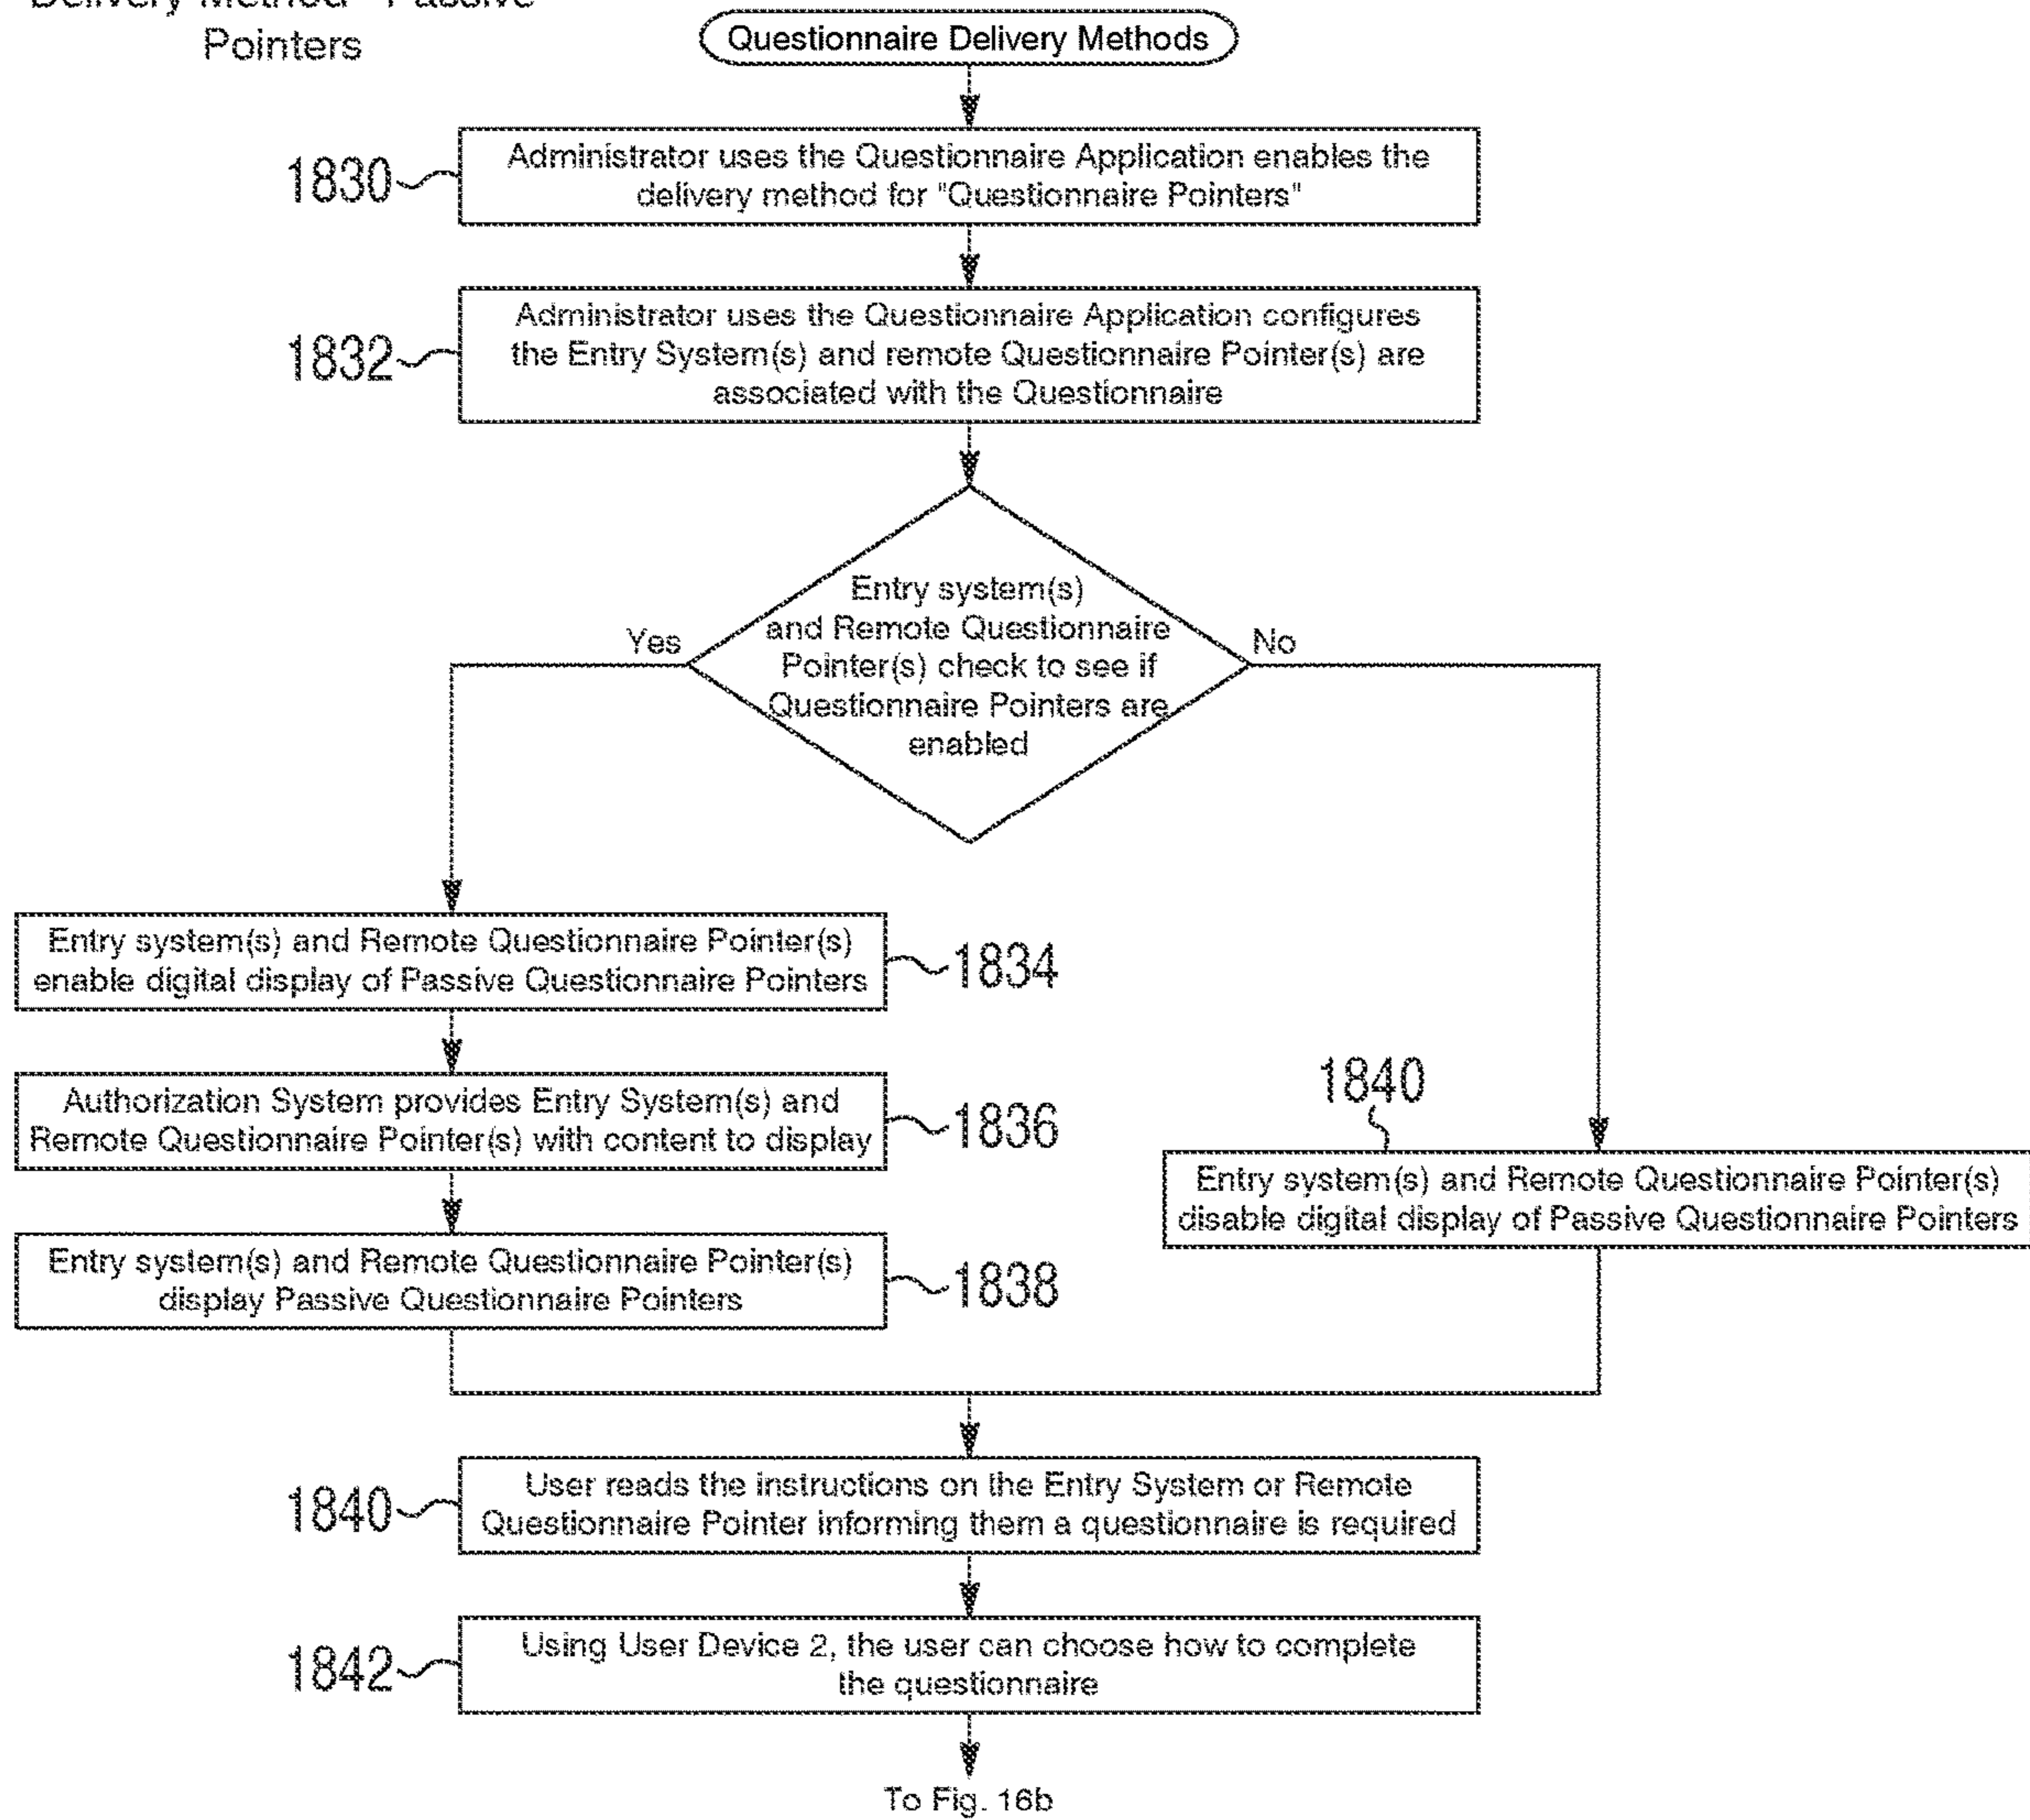 Delivery Method - Passive
Pointers
Questionnaire Delivery Methods
1830
Administrator uses the Questionnaire Application enables the
delivery method for "Questionnaire Pointers"
1832
Administrator uses the Questionnaire Application configures
the Entry System(s) and remote Questionnaire Pointer(s) are
associated with the Questionnaire
Entry system(s)
and Remote Questionnaire
Pointer(s) check to see if
Questionnaire Pointers are
enabled
Yes
No
Entry system(s) and Remote Questionnaire Pointer(s)
enable digital display of Passive Questionnaire Pointers
1834
Authorization System provides Entry System(s) and
Remote Questionnaire Pointer(s) with content to display
1836
Entry system(s) and Remote Questionnaire Pointer(s)
display Passive Questionnaire Pointers
1838
1840
Entry system(s) and Remote Questionnaire Pointer(s)
disable digital display of Passive Questionnaire Pointers
1840
User reads the instructions on the Entry System or Remote
Questionnaire Pointer informing them a questionnaire is required
1842
Using User Device 2, the user can choose how to complete
the questionnaire
To Fig. 16b